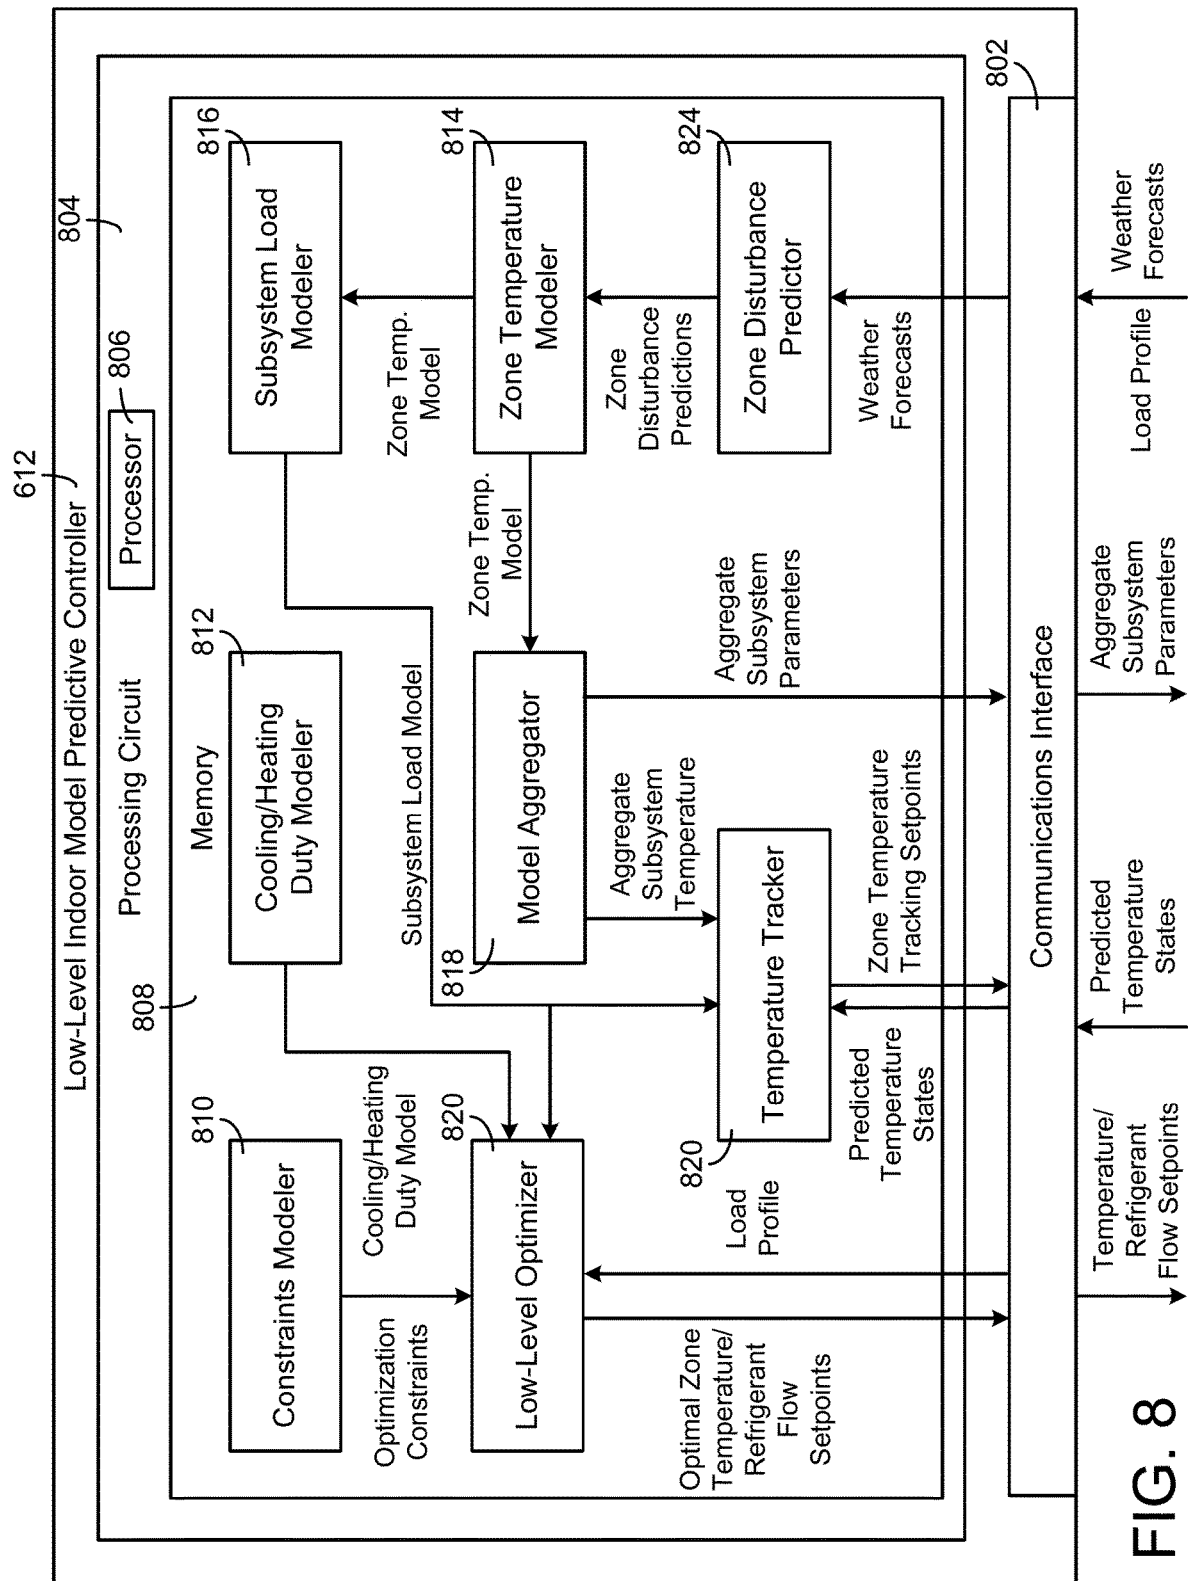 Low-Level Indoor Model Predictive Controller
612
Processing Circuit
Processor
806
804
Memory
808
Constraints Modeler
810
Cooling/Heating
Duty Modeler
812
Subsystem Load
Modeler
816
Optimization
Constraints
Cooling/Heating
Duty Model
Subsystem Load Model
Zone Temp.
Model
Zone Temp.
Model
Low-Level Optimizer
820
Model Aggregator
818
Zone Temperature
Modeler
814
Aggregate
Subsystem
Temperature
Aggregate
Subsystem
Parameters
Zone
Disturbance
Predictions
Optimal Zone
Temperature/
Refrigerant
Flow
Setpoints
Load
Profile
Temperature Tracker
820
Zone Disturbance
Predictor
824
Predicted
Temperature
States
Zone Temperature
Tracking Setpoints
Weather
Forecasts
Communications Interface
802
Temperature/
Refrigerant
Flow Setpoints
Predicted
Temperature
States
Aggregate
Subsystem
Parameters
Load Profile
Weather
Forecasts
FIG. 8